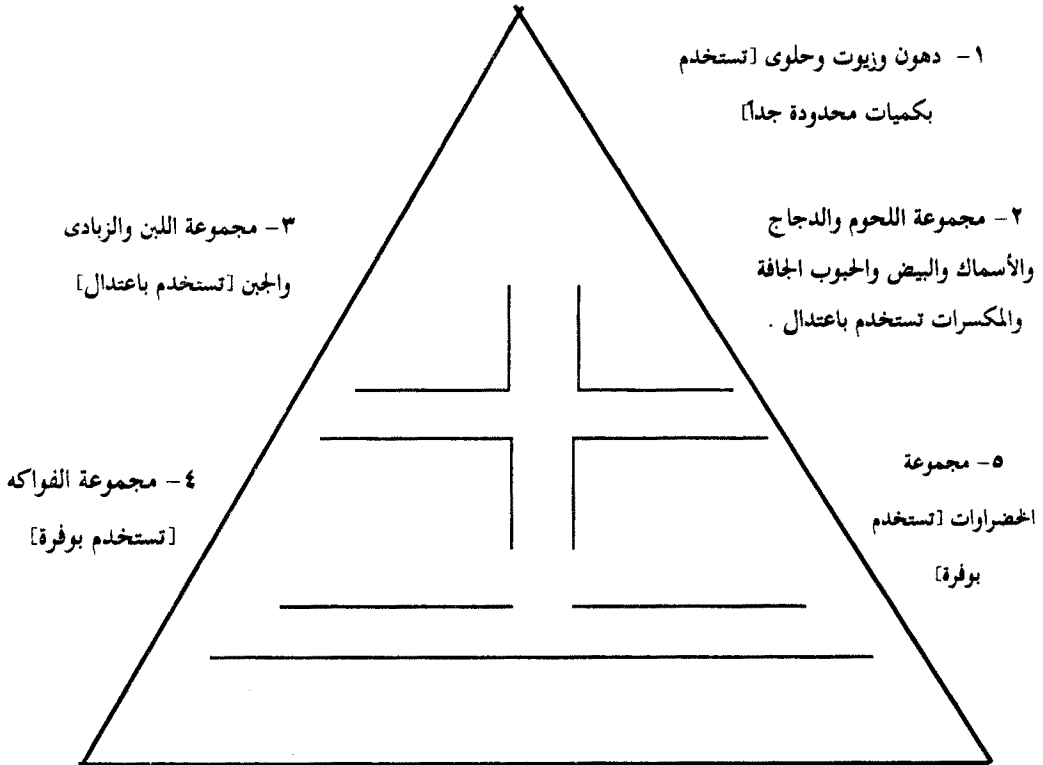 ١- دهون وزيوت وحلوى [تستخدم
بكميات محدودة جداً]
٢- مجموعة اللحوم والدجاج
والأسماك والبيض والحبوب الجافة
والمكسرات تستخدم باعتدال .
٣- مجموعة اللبن والزبادى
والجبن [تستخدم باعتدال]
٤- مجموعة الفواكه
[تستخدم بوفرة]
٥- مجموعة
الخضراوات [تستخدم
بوفرة]